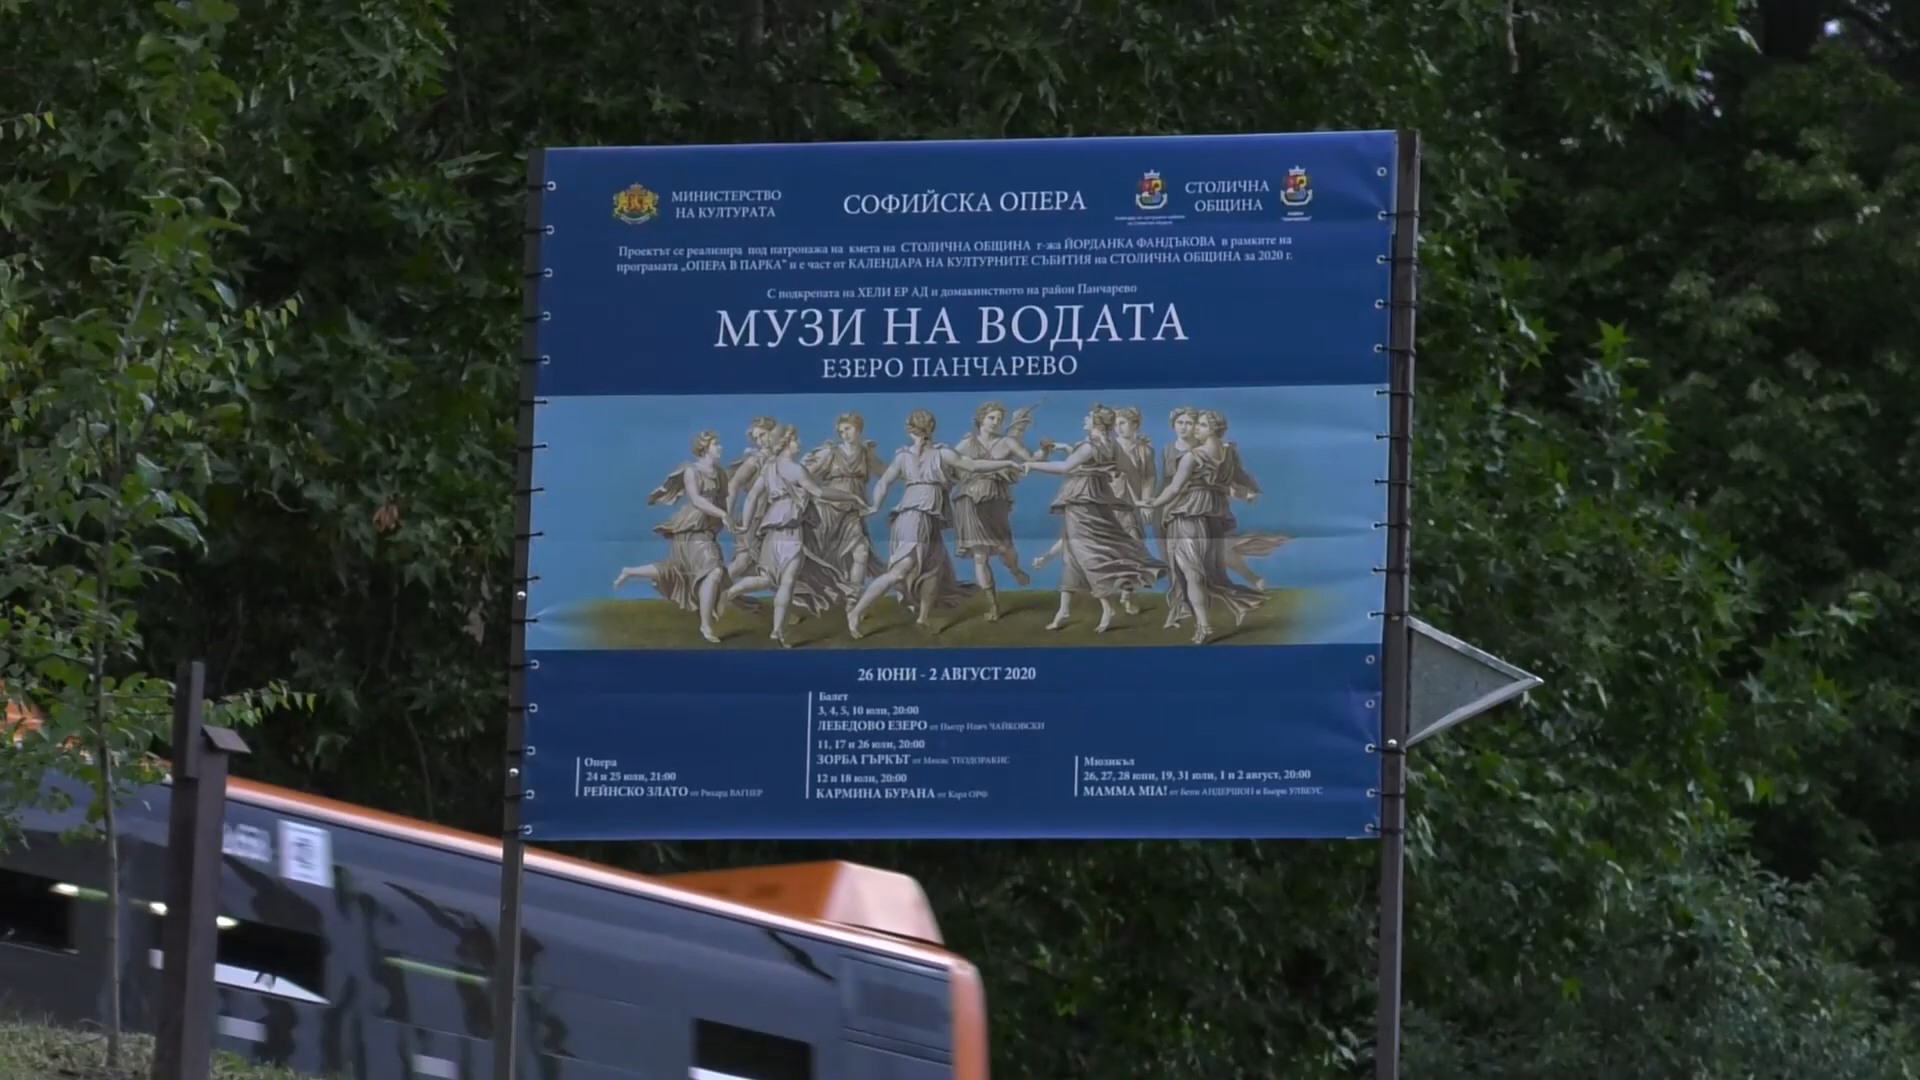 МИНИСТЕРСТВО
НА КУЛТУРАТА
СОФИЙСКА ОПЕРА
СТОЛИЧНА
ОБЩИНА
Проектът се реализира под патронажа на кмета на СТОЛИЧНА ОБЩИНА г-жа ЙОРДАНКА ФАНДЪКОВА в рамките на
програмата „ОПЕРА В ПАРКА" и е част от КАЛЕНДАРА НА КУЛТУРНИТЕ СЪБИТИЯ на СТОЛИЧНА ОБЩИНА за 2020 г.
С подкрепата на ХЕЛИ ЕР АД и домакинството на район Панчарево
МУЗИ НА ВОДАТА
ЕЗЕРО ПАНЧАРЕВО
26 ЮНИ - 2 АВГУСТ 2020
Опера
24 и 25 юли, 21:00
РЕЙНСКО ЗЛАТО от Рихард ВАГНЕР
Балет
3, 4, 5, 10 юли, 20:00
ЛЕБЕДОВО ЕЗЕРО от Пьотр Илич ЧАЙКОВСКИ
11, 17 и 26 юли, 20:00
ЗОРБА ГЪРКЪТ от Микис ТЕОДОРАКИС
12 и 18 юли, 20:00
КАРМИНА БУРАНА от Карл ОРФ
Мюзикъл
26, 27, 28 юни, 19, 31 юли, 1 и 2 август, 20:00
MAMMA MIA! от Бени АНДЕРШОН и Бьорн УЛВЕУС